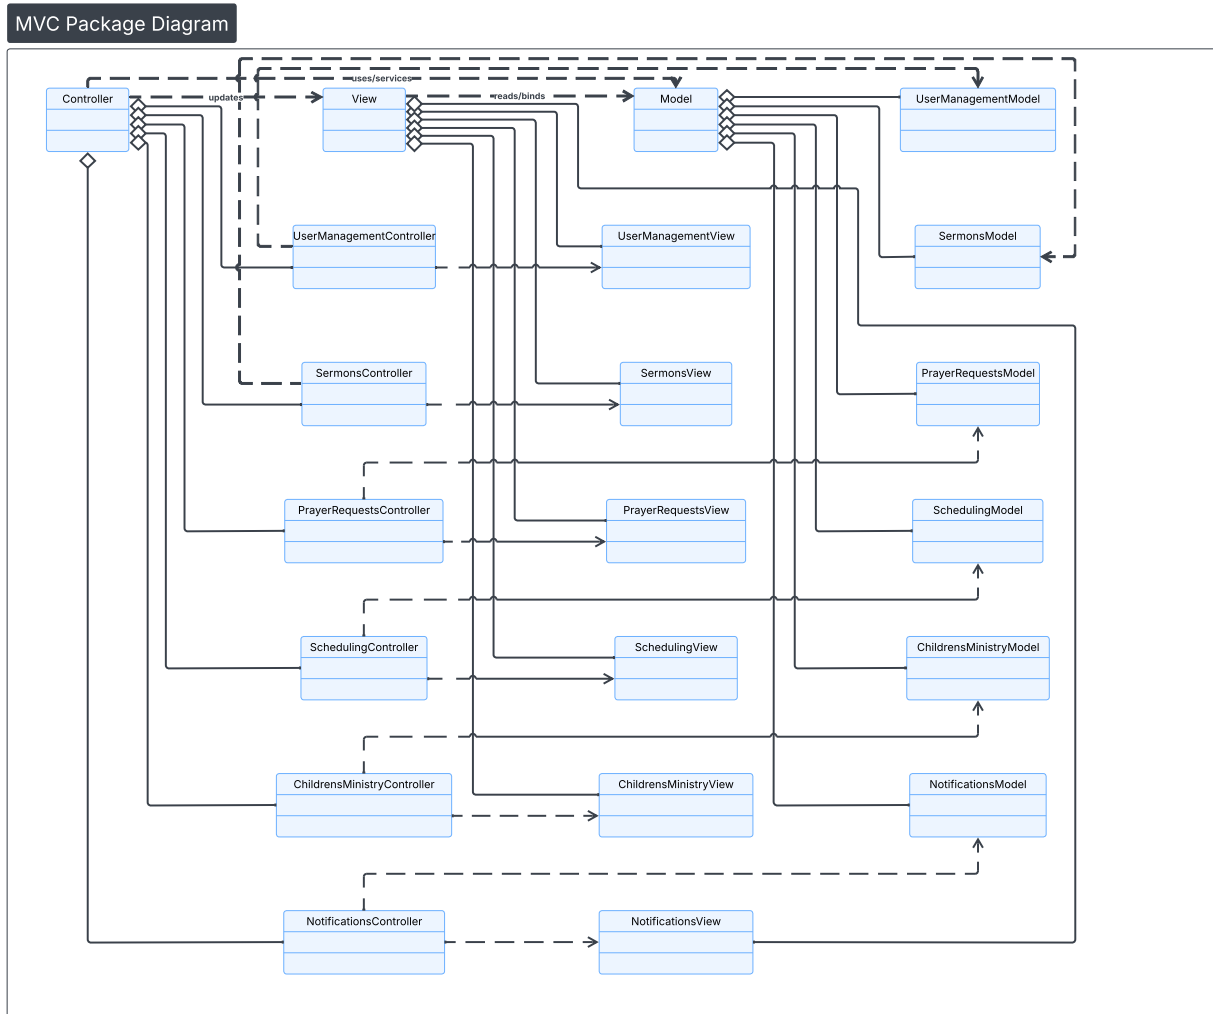 MVC Package Diagram
uses/services
updates
reads/binds
Controller
View
Model
UserManagementModel
UserManagementController
UserManagementView
SermonsModel
SermonsController
SermonsView
PrayerRequestsModel
PrayerRequestsController
PrayerRequestsView
SchedulingModel
SchedulingController
SchedulingView
ChildrensMinistryModel
ChildrensMinistryController
ChildrensMinistryView
NotificationsModel
NotificationsController
NotificationsView